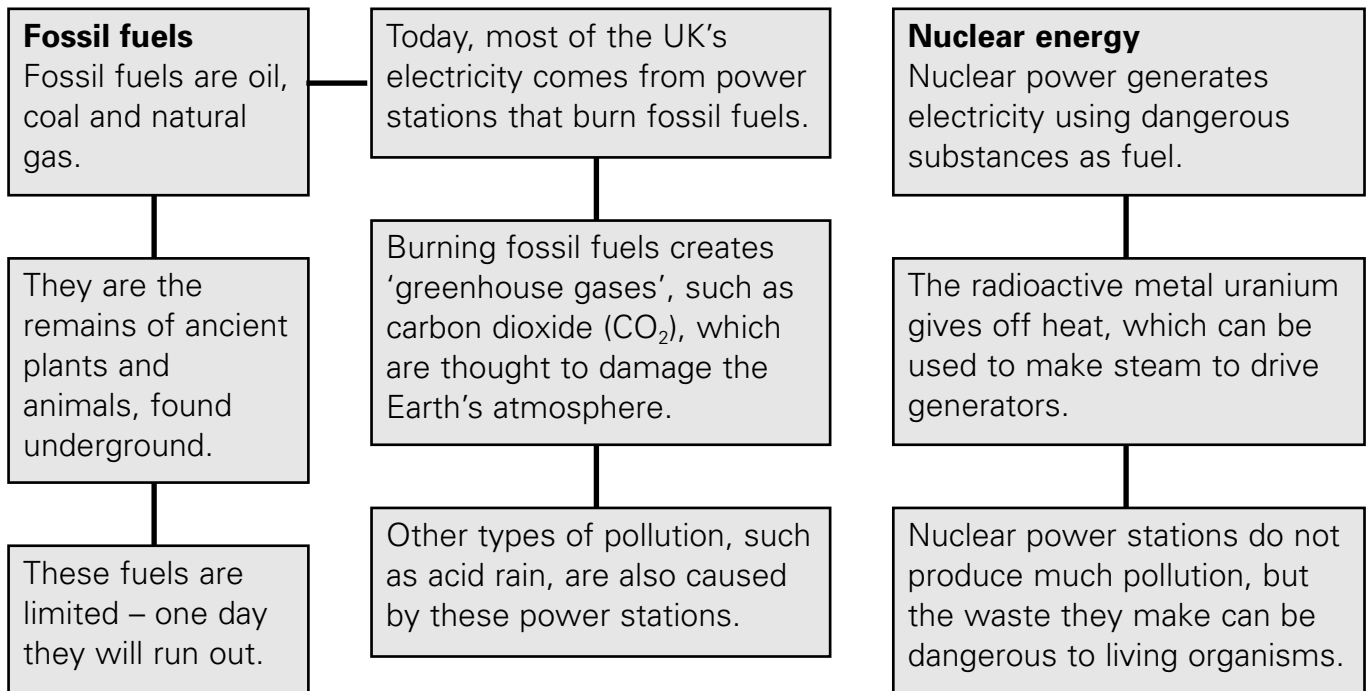 Fossil fuels
Fossil fuels are oil,
coal and natural
gas.
They are the
remains of ancient
plants and
animals, found
underground.
These fuels are
limited – one day
they will run out.
Today, most of the UK’s
electricity comes from power
stations that burn fossil fuels.
Burning fossil fuels creates
‘greenhouse gases’, such as
carbon dioxide (CO₂), which
are thought to damage the
Earth’s atmosphere.
Other types of pollution, such
as acid rain, are also caused
by these power stations.
Nuclear energy
Nuclear power generates
electricity using dangerous
substances as fuel.
The radioactive metal uranium
gives off heat, which can be
used to make steam to drive
generators.
Nuclear power stations do not
produce much pollution, but
the waste they make can be
dangerous to living organisms.